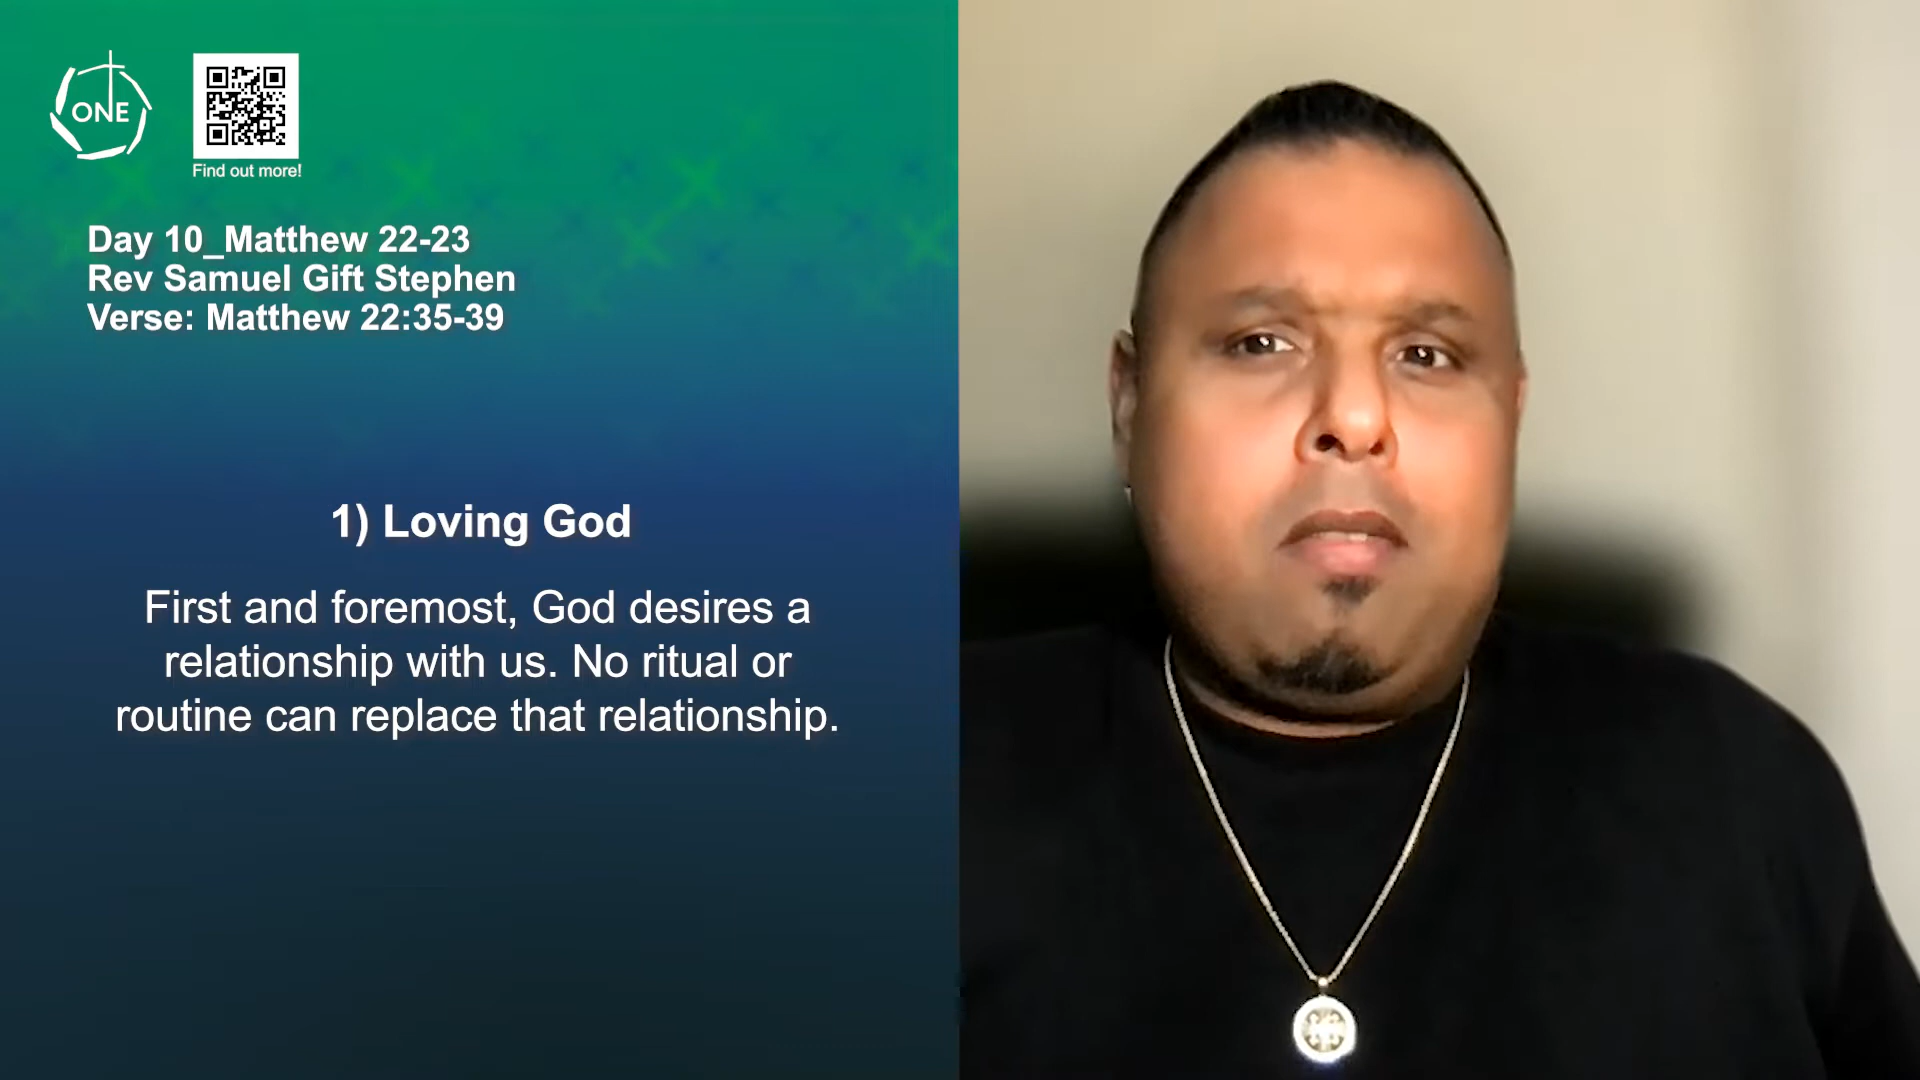 ONE
Find out more!
Day 10_Matthew 22-23
Rev Samuel Gift Stephen
Verse: Matthew 22:35-39
1) Loving God
First and foremost, God desires a
relationship with us. No ritual or
routine can replace that relationship.